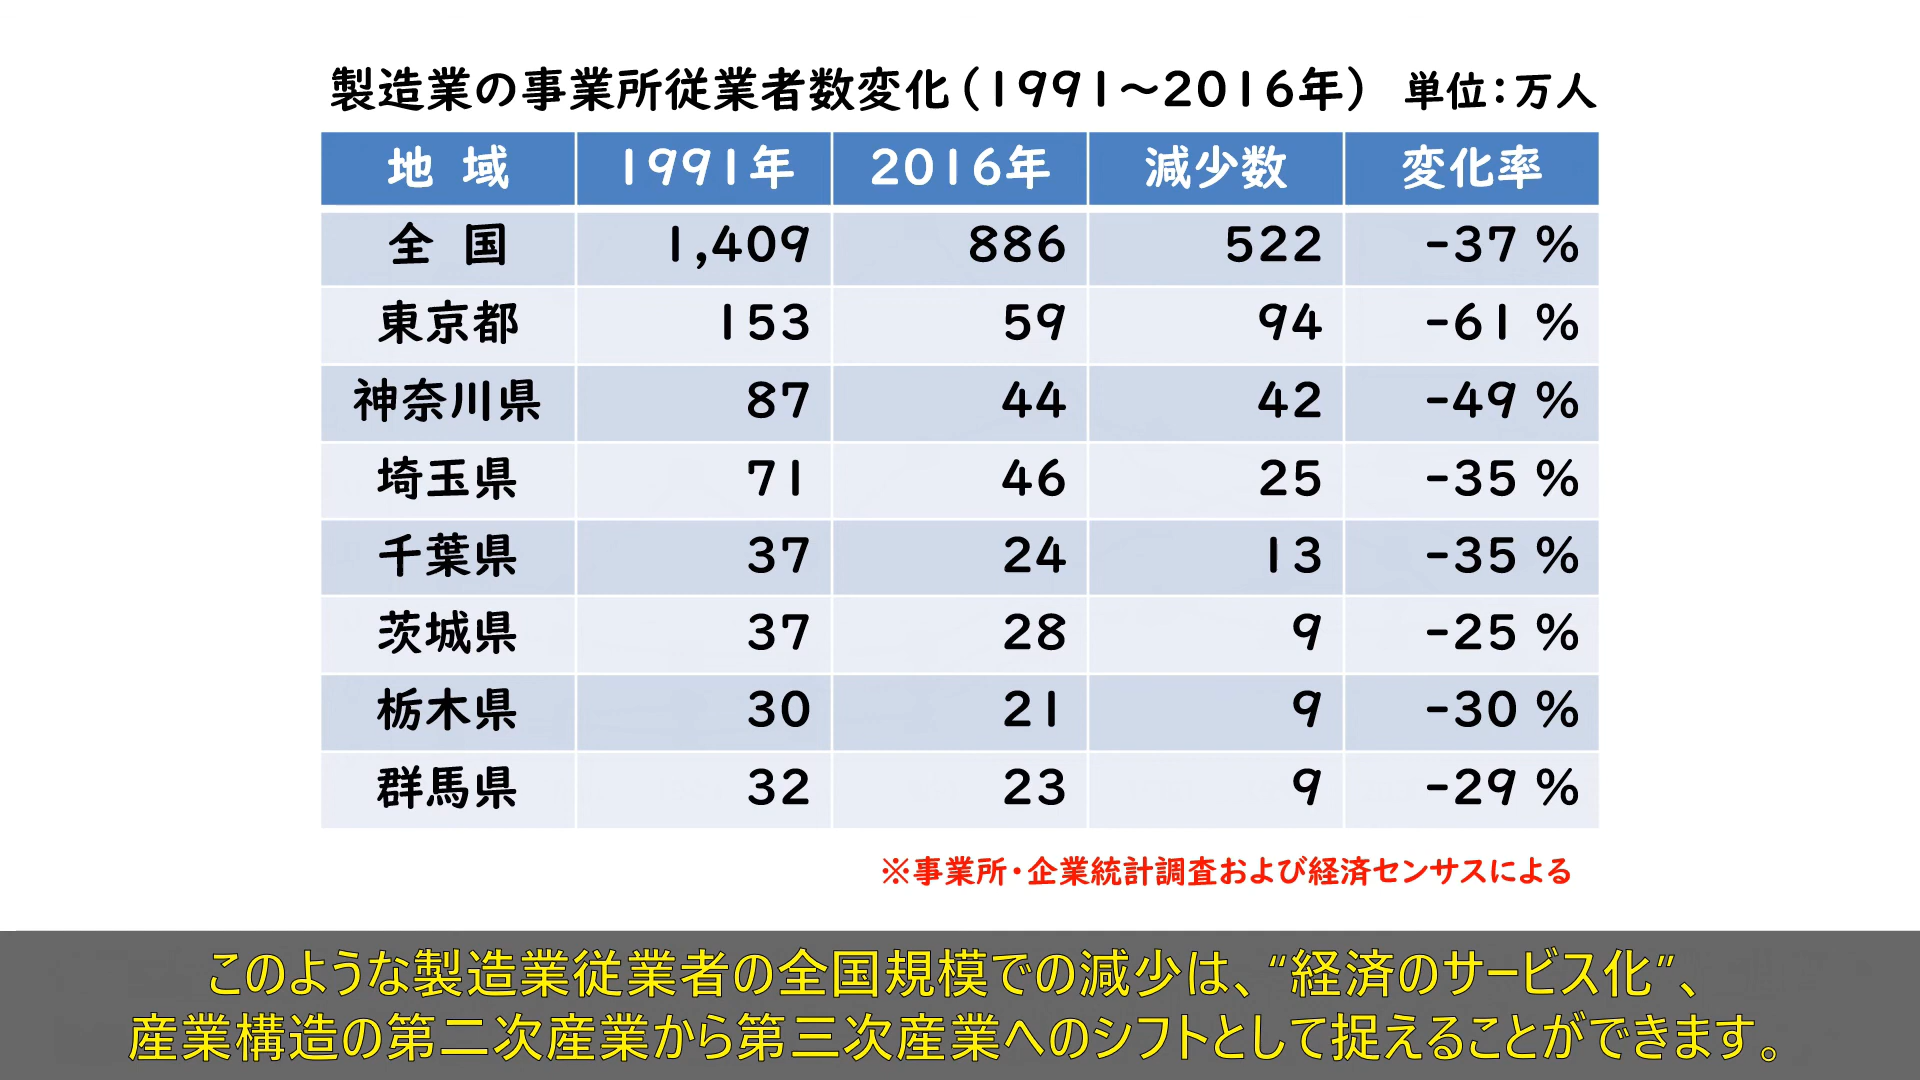 製造業の事業所従業者数変化（1991～2016年） 単位：万人
地 域 1991年 2016年 減少数 変化率
全 国 1,409 886 522 -37 %
東京都 153 59 94 -61 %
神奈川県 87 44 42 -49 %
埼玉県 71 46 25 -35 %
千葉県 37 24 13 -35 %
茨城県 37 28 9 -25 %
栃木県 30 21 9 -30 %
群馬県 32 23 9 -29 %
※事業所・企業統計調査および経済センサスによる
このような製造業従業者の全国規模での減少は、“経済のサービス化”、
産業構造の第二次産業から第三次産業へのシフトとして捉えることができます。